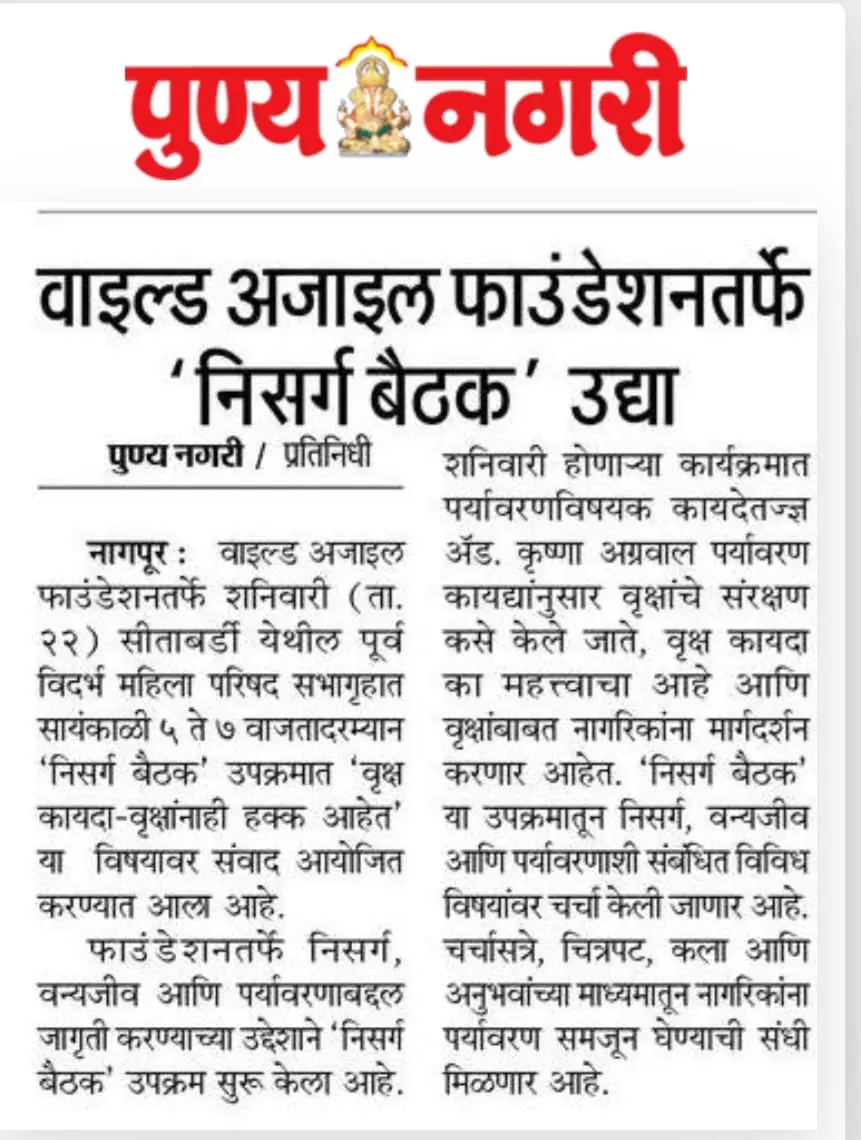 पुण्य नगरी
वाइल्ड अजाइल फाउंडेशनतर्फे
‘निसर्ग बैठक’ उद्या
पुण्य नगरी / प्रतिनिधी
नागपूर : वाइल्ड अजाइल
फाउंडेशनतर्फे शनिवारी (ता.
२२) सीताबर्डी येथील पूर्व
विदर्भ महिला परिषद सभागृहात
सायंकाळी ५ ते ७ वाजतादरम्यान
‘निसर्ग बैठक’ उपक्रमात ‘वृक्ष
कायदा-वृक्षांनाही हक्क आहेत’
या विषयावर संवाद आयोजित
करण्यात आला आहे.
फाउंडेशनतर्फे निसर्ग,
वन्यजीव आणि पर्यावरणाबद्दल
जागृती करण्याच्या उद्देशाने ‘निसर्ग
बैठक’ उपक्रम सुरू केला आहे.
शनिवारी होणाऱ्या कार्यक्रमात
पर्यावरणविषयक कायदेतज्ज्ञ
ॲड. कृष्णा अग्रवाल पर्यावरण
कायद्यांनुसार वृक्षांचे संरक्षण
कसे केले जाते, वृक्ष कायदा
का महत्त्वाचा आहे आणि
वृक्षांबाबत नागरिकांना मार्गदर्शन
करणार आहेत. ‘निसर्ग बैठक’
या उपक्रमातून निसर्ग, वन्यजीव
आणि पर्यावरणाशी संबंधित विविध
विषयांवर चर्चा केली जाणार आहे.
चर्चासत्रे, चित्रपट, कला आणि
अनुभवांच्या माध्यमातून नागरिकांना
पर्यावरण समजून घेण्याची संधी
मिळणार आहे.